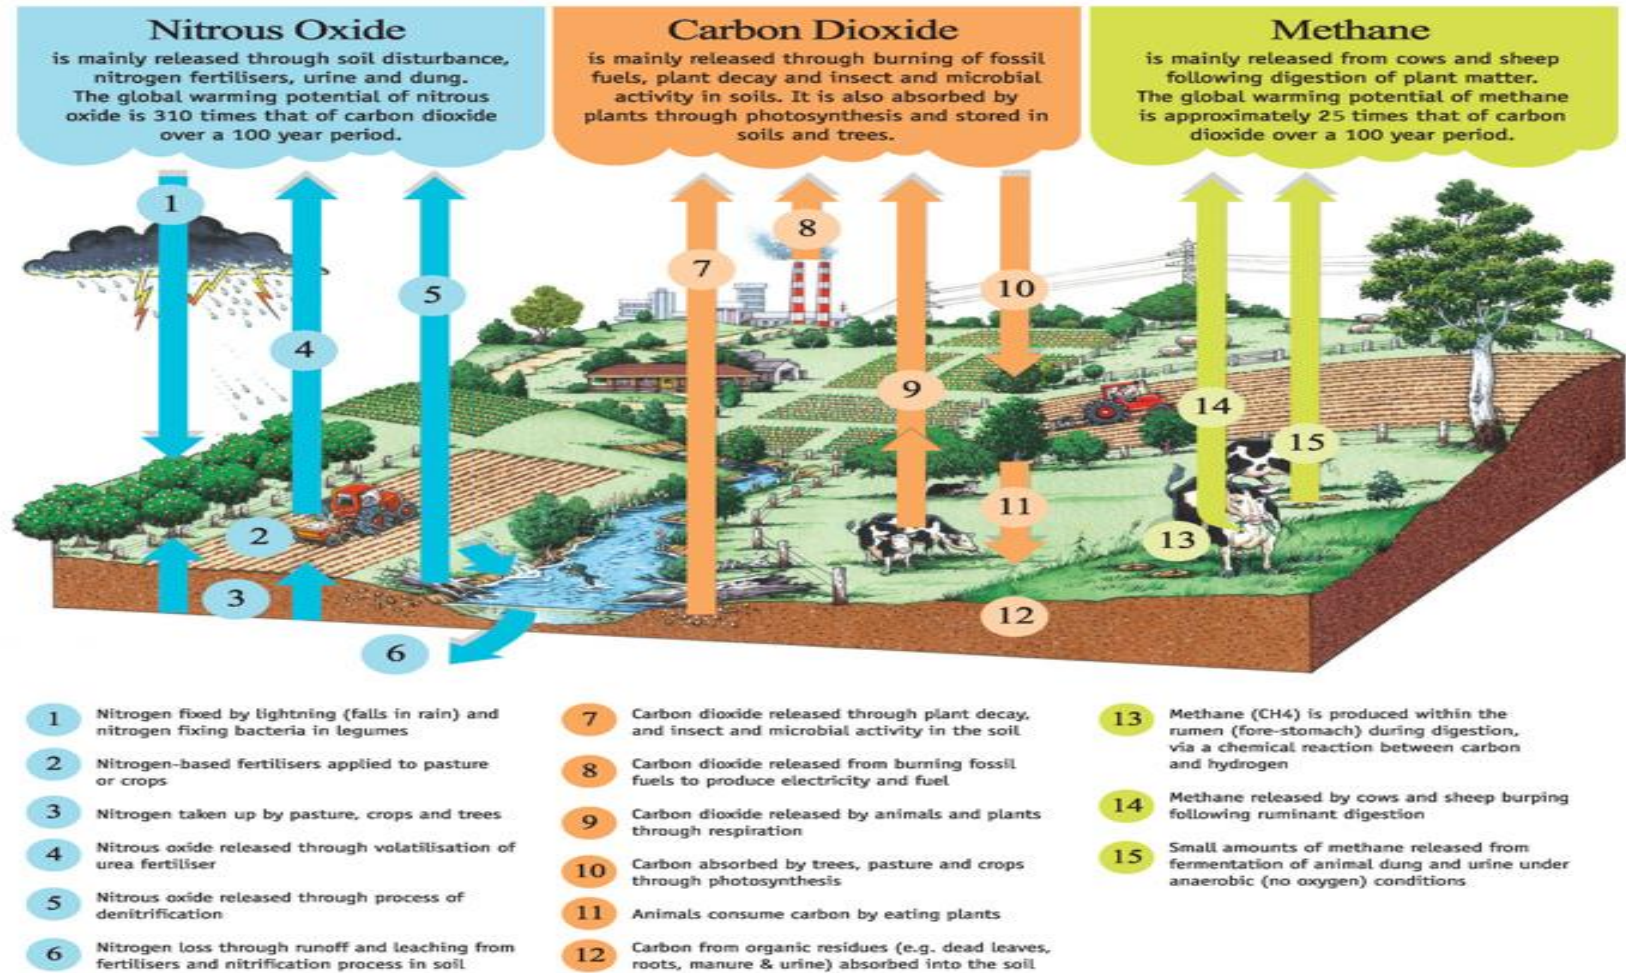 Nitrous Oxide
is mainly released through soil disturbance,
nitrogen fertilisers, urine and dung.
The global warming potential of nitrous
oxide is 310 times that of carbon dioxide
over a 100 year period.
Carbon Dioxide
is mainly released through burning of fossil
fuels, plant decay and insect and microbial
activity in soils. It is also absorbed by
plants through photosynthesis and stored in
soils and trees.
Methane
is mainly released from cows and sheep
following digestion of plant matter.
The global warming potential of methane
is approximately 25 times that of carbon
dioxide over a 100 year period.
1
2
3
4
5
6
7
8
9
10
11
12
13
14
15
1 Nitrogen fixed by lightning (falls in rain) and
nitrogen fixing bacteria in legumes
2 Nitrogen-based fertilisers applied to pasture
or crops
3 Nitrogen taken up by pasture, crops and trees
4 Nitrous oxide released through volatilisation of
urea fertiliser
5 Nitrous oxide released through process of
denitrification
6 Nitrogen loss through runoff and leaching from
fertilisers and nitrification process in soil
7 Carbon dioxide released through plant decay,
and insect and microbial activity in the soil
8 Carbon dioxide released from burning fossil
fuels to produce electricity and fuel
9 Carbon dioxide released by animals and plants
through respiration
10 Carbon absorbed by trees, pasture and crops
through photosynthesis
11 Animals consume carbon by eating plants
12 Carbon from organic residues (e.g. dead leaves,
roots, manure & urine) absorbed into the soil
13 Methane (CH4) is produced within the
rumen (fore-stomach) during digestion,
via a chemical reaction between carbon
and hydrogen
14 Methane released by cows and sheep burping
following ruminant digestion
15 Small amounts of methane released from
fermentation of animal dung and urine under
anaerobic (no oxygen) conditions